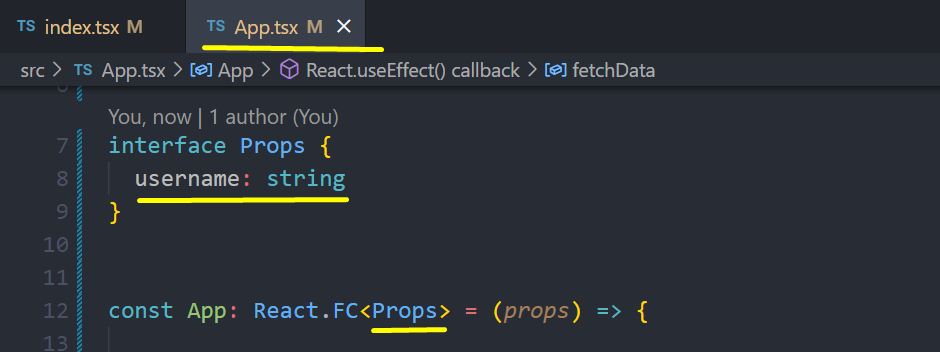 TS index.tsx M TS App.tsx M ×
src > TS App.tsx > App > React.useEffect() callback > fetchData
6
You, now | 1 author (You)
7 interface Props {
8 username: string
9 }
10
11
12 const App: React.FC<Props> = (props) => {
13